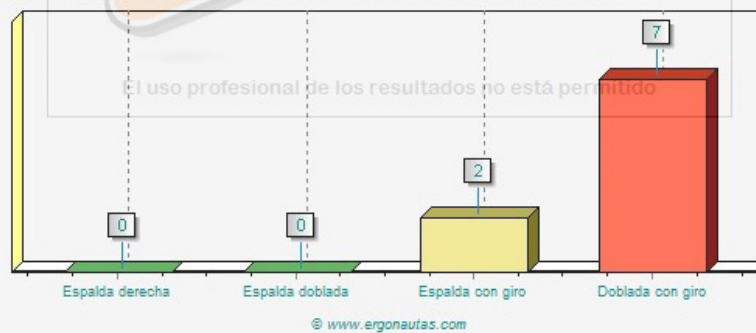 7
El uso profesional de los resultados no está permitido
2
0
0
Espalda derecha
Espalda doblada
Espalda con giro
Doblada con giro
© www.ergonautas.com